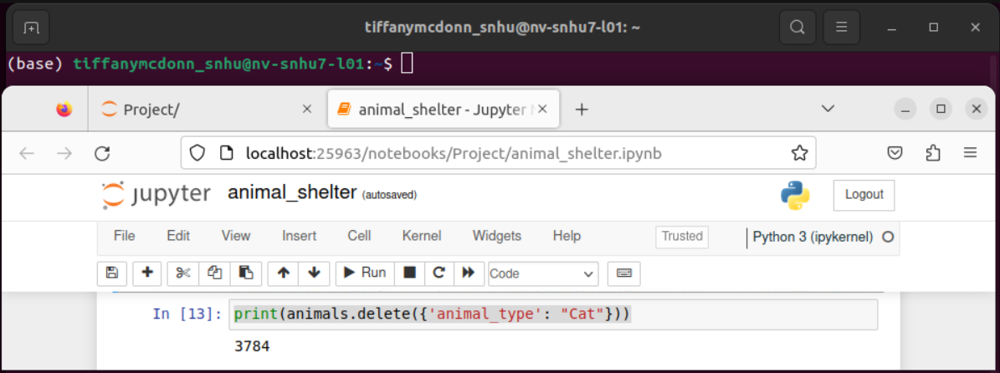 tiffanymcdonn_snhu@nv-snhu7-l01: ~
(base) tiffanymcdonn_snhu@nv-snhu7-l01:~$
Project/ animal_shelter - Jupyter
localhost:25963/notebooks/Project/animal_shelter.ipynb
jupyter animal_shelter (autosaved) Logout
File Edit View Insert Cell Kernel Widgets Help Trusted Python 3 (ipykernel)
Run Code
In [13]: print(animals.delete({'animal_type': "Cat"}))
3784